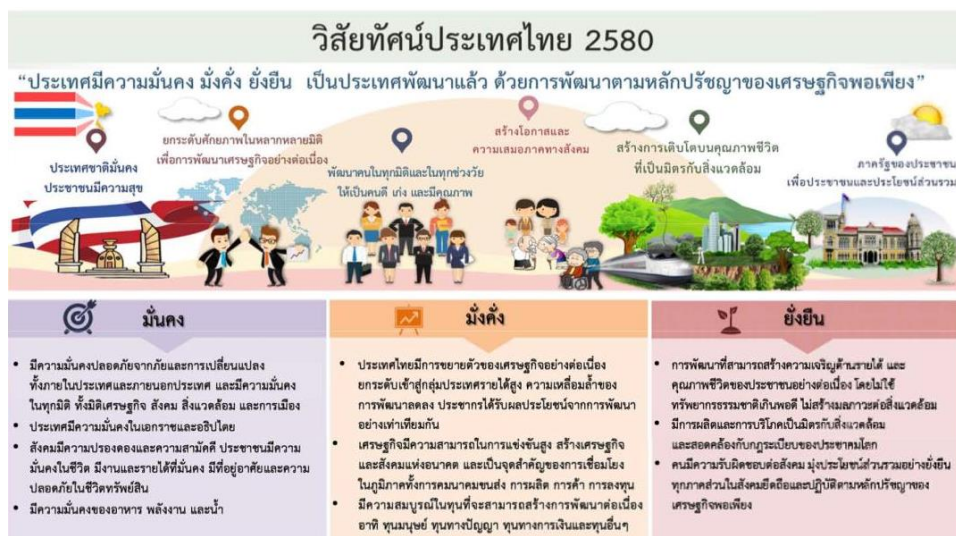 วิสัยทัศน์ประเทศไทย 2580
“ประเทศมีความมั่นคง มั่งคั่ง ยั่งยืน เป็นประเทศพัฒนาแล้ว ด้วยการพัฒนาตามหลักปรัชญาของเศรษฐกิจพอเพียง”
ประเทศชาติมั่นคง
ประชาชนมีความสุข
ยกระดับศักยภาพในหลากหลายมิติ
เพื่อการพัฒนาเศรษฐกิจอย่างต่อเนื่อง
พัฒนาคนในทุกมิติและในทุกช่วงวัย
ให้เป็นคนดี เก่ง และมีคุณภาพ
สร้างโอกาสและ
ความเสมอภาคทางสังคม
สร้างการเติบโตบนคุณภาพชีวิต
ที่เป็นมิตรกับสิ่งแวดล้อม
ภาครัฐของประชาชน
เพื่อประชาชนและประโยชน์ส่วนรวม
มั่นคง
• มีความมั่นคงปลอดภัยจากภัยและการเปลี่ยนแปลง
ทั้งภายในประเทศและภายนอกประเทศ และมีความมั่นคง
ในทุกมิติ ทั้งมิติเศรษฐกิจ สังคม สิ่งแวดล้อม และการเมือง
• ประเทศมีความมั่นคงในเอกราชและอธิปไตย
• สังคมมีความปรองดองและความสามัคคี ประชาชนมีความ
มั่นคงในชีวิต มีงานและรายได้ที่มั่นคง มีที่อยู่อาศัยและความ
ปลอดภัยในชีวิตทรัพย์สิน
• มีความมั่นคงของอาหาร พลังงาน และน้ำ
มั่งคั่ง
• ประเทศไทยมีการขยายตัวของเศรษฐกิจอย่างต่อเนื่อง
ยกระดับเข้าสู่กลุ่มประเทศรายได้สูง ความเหลื่อมล้ำของ
การพัฒนาลดลง ประชากรได้รับผลประโยชน์จากการพัฒนา
อย่างเท่าเทียมกัน
• เศรษฐกิจมีความสามารถในการแข่งขันสูง สร้างเศรษฐกิจ
และสังคมแห่งอนาคต และเป็นจุดสำคัญของการเชื่อมโยง
ในภูมิภาคทั้งการคมนาคมขนส่ง การผลิต การค้า การลงทุน
• มีความสมบูรณ์ในทุนที่จะสามารถสร้างการพัฒนาต่อเนื่อง
อาทิ ทุนมนุษย์ ทุนทางปัญญา ทุนทางการเงินและทุนอื่นๆ
ยั่งยืน
• การพัฒนาที่สามารถสร้างความเจริญด้านรายได้ และ
คุณภาพชีวิตของประชาชนอย่างต่อเนื่อง โดยไม่ใช้
ทรัพยากรธรรมชาติเกินพอดี ไม่สร้างมลภาวะต่อสิ่งแวดล้อม
• มีการผลิตและการบริโภคเป็นมิตรกับสิ่งแวดล้อม
และสอดคล้องกับกฎระเบียบของประชาคมโลก
• คนมีความรับผิดชอบต่อสังคม มุ่งประโยชน์ส่วนรวมอย่างยั่งยืน
ทุกภาคส่วนในสังคมยึดถือและปฏิบัติตามหลักปรัชญาของ
เศรษฐกิจพอเพียง